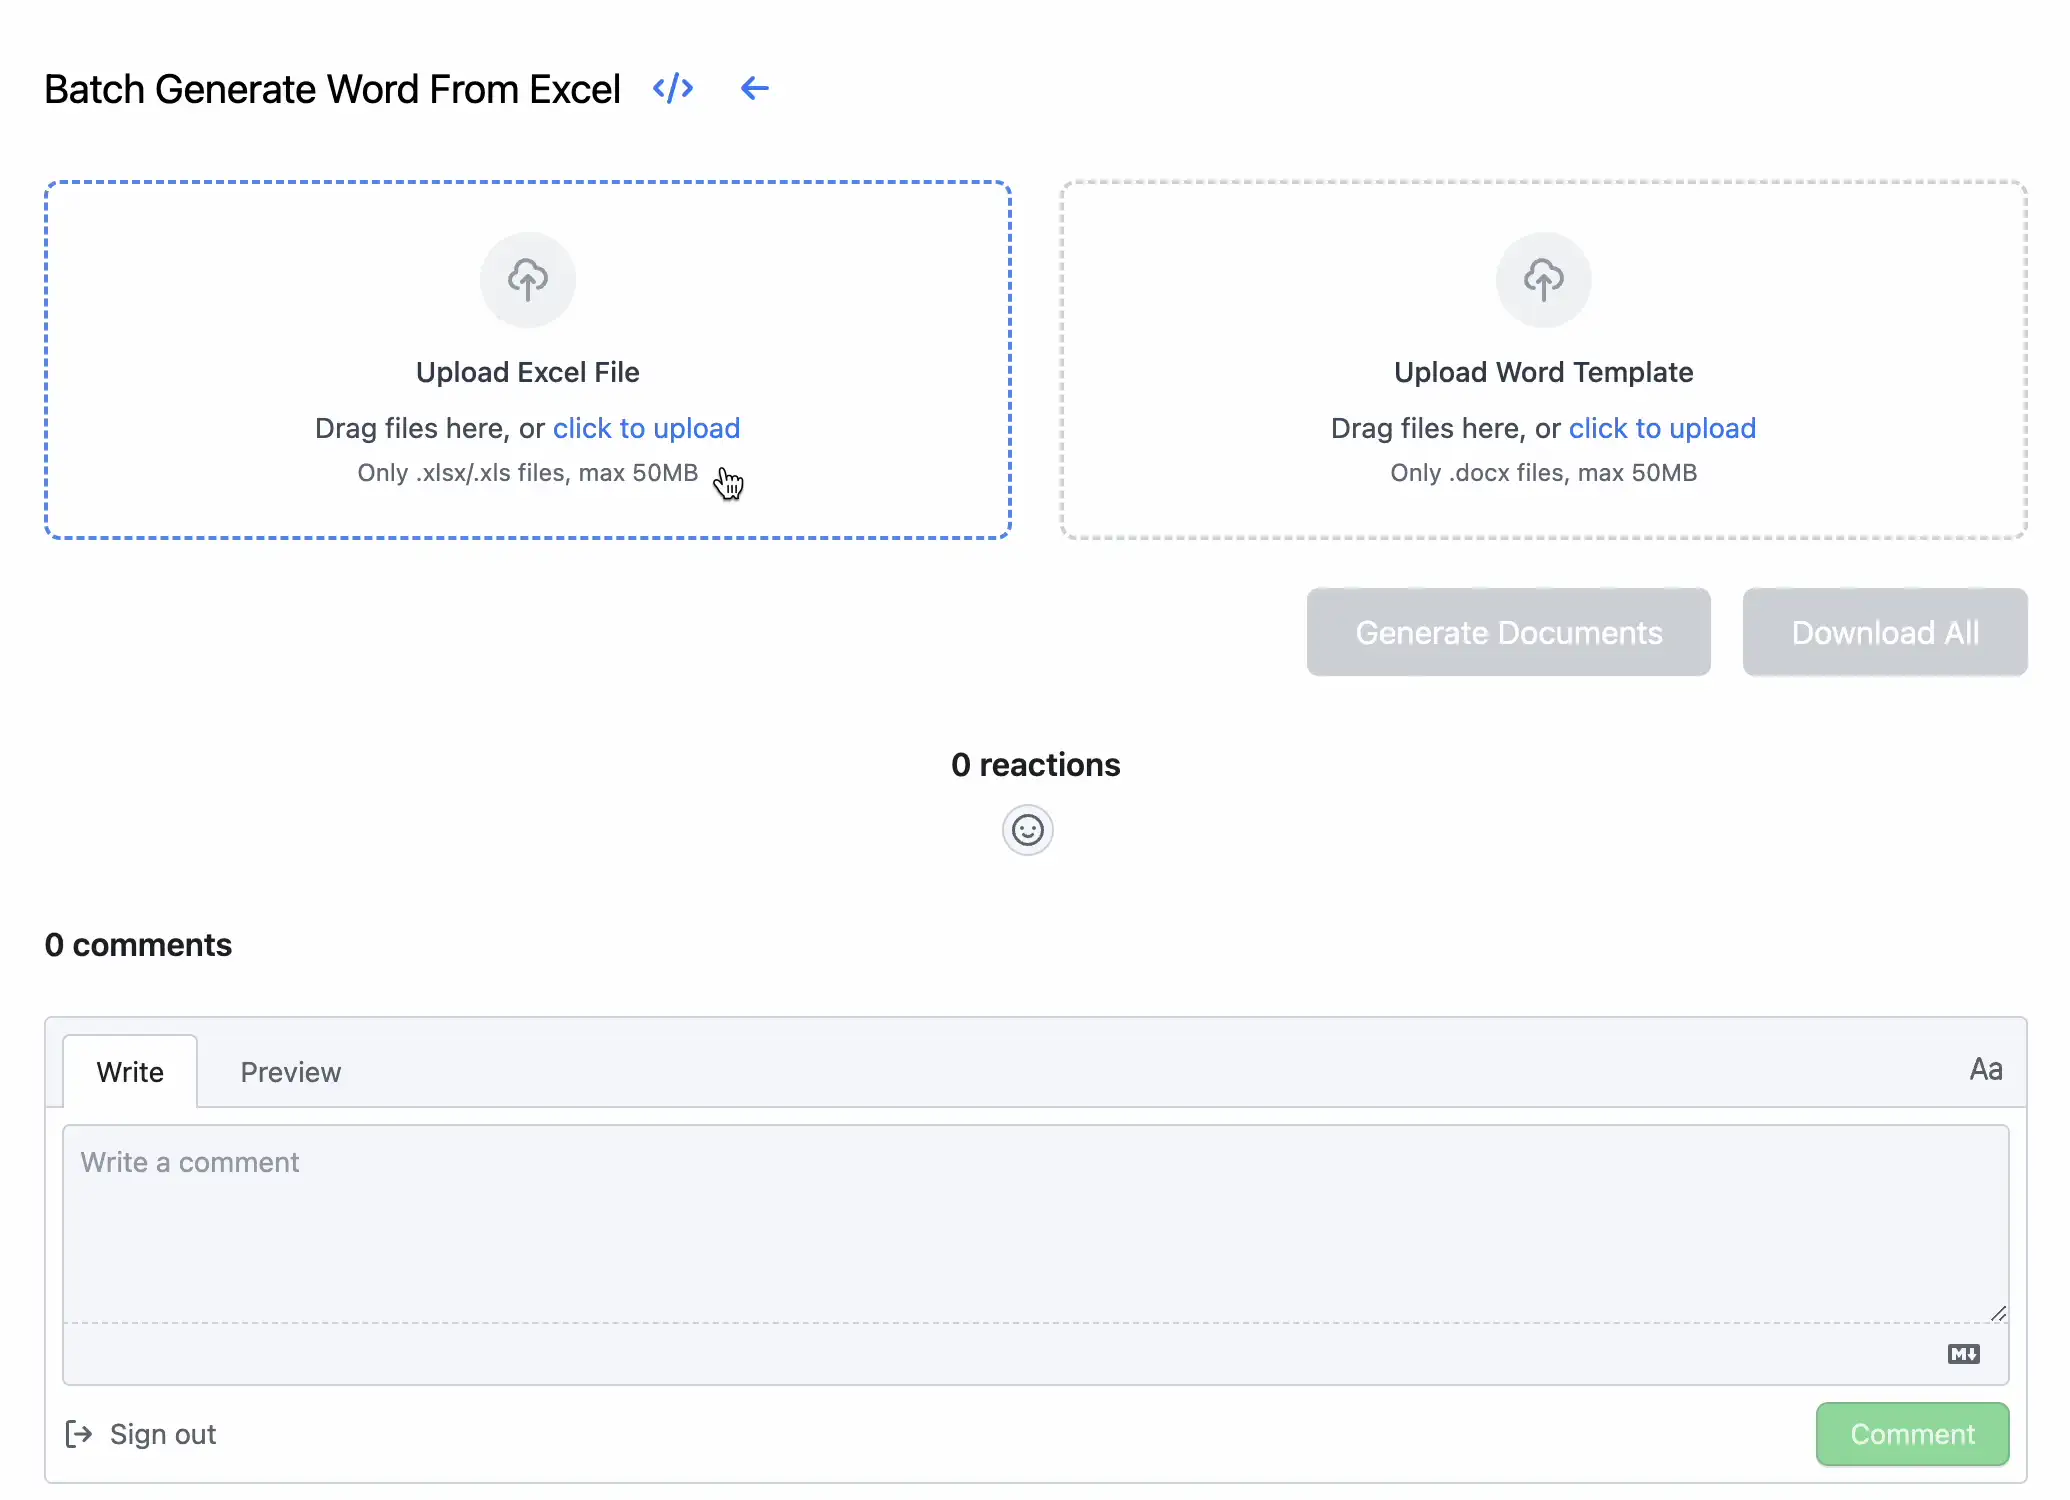 Batch Generate Word From Excel
Upload Excel File
Drag files here, or click to upload
Only .xlsx/.xls files, max 50MB
Upload Word Template
Drag files here, or click to upload
Only .docx files, max 50MB
Generate Documents
Download All
0 reactions
0 comments
Write
Preview
Aa
Write a comment
M
Sign out
Comment